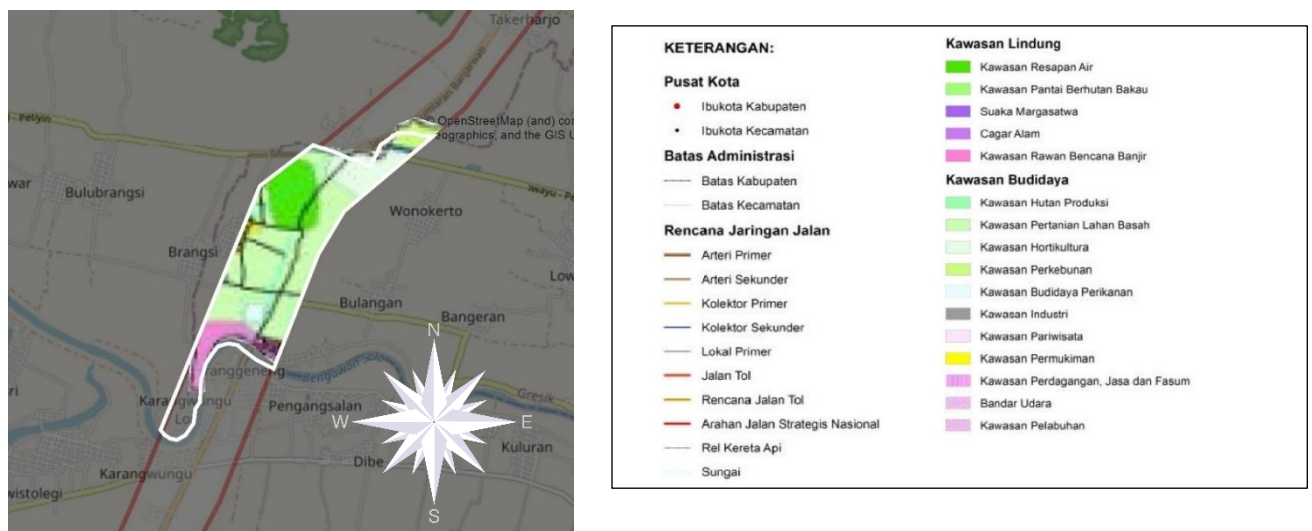 Takerharjo
© OpenStreetMap (and) con
eographics, and the GIS U
Bulubrangsi
Wonokerto
Brangsi
Low
Bulangan
Bangeran
N
Bengawan Solo
Gresik
Pengangsalan
W
E
Kuluran
Dibe
Karangwungu
wistolegi
S
KETERANGAN:
Pusat Kota
Ibukota Kabupaten
Ibukota Kecamatan
Batas Administrasi
Batas Kabupaten
Batas Kecamatan
Rencana Jaringan Jalan
Arteri Primer
Arteri Sekunder
Kolektor Primer
Kolektor Sekunder
Lokal Primer
Jalan Tol
Rencana Jalan Tol
Arahan Jalan Strategis Nasional
Rel Kereta Api
Sungai
Kawasan Lindung
Kawasan Resapan Air
Kawasan Pantai Berhutan Bakau
Suaka Margasatwa
Cagar Alam
Kawasan Rawan Bencana Banjir
Kawasan Budidaya
Kawasan Hutan Produksi
Kawasan Pertanian Lahan Basah
Kawasan Hortikultura
Kawasan Perkebunan
Kawasan Budidaya Perikanan
Kawasan Industri
Kawasan Pariwisata
Kawasan Permukiman
Kawasan Perdagangan, Jasa dan Fasum
Bandar Udara
Kawasan Pelabuhan